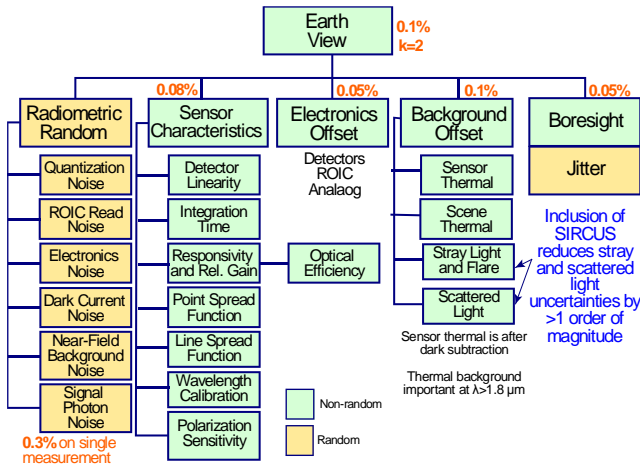 Earth
View
0.1%
k=2
0.08%
0.05%
0.1%
0.05%
Radiometric
Random
Sensor
Characteristics
Electronics
Offset
Background
Offset
Boresight
Jitter
Detectors
ROIC
Analaog
Quantization
Noise
ROIC Read
Noise
Electronics
Noise
Dark Current
Noise
Near-Field
Background
Noise
Signal
Photon
Noise
0.3% on single
measurement
Detector
Linearity
Integration
Time
Responsivity
and Rel. Gain
Optical
Efficiency
Point Spread
Function
Line Spread
Function
Wavelength
Calibration
Polarization
Sensitivity
Sensor
Thermal
Scene
Thermal
Stray Light
and Flare
Scattered
Light
Sensor thermal is after
dark subtraction
Thermal background
important at λ>1.8 µm
Inclusion of
SIRCUS
reduces stray
and scattered
light
uncertainties by
>1 order of
magnitude
Non-random
Random